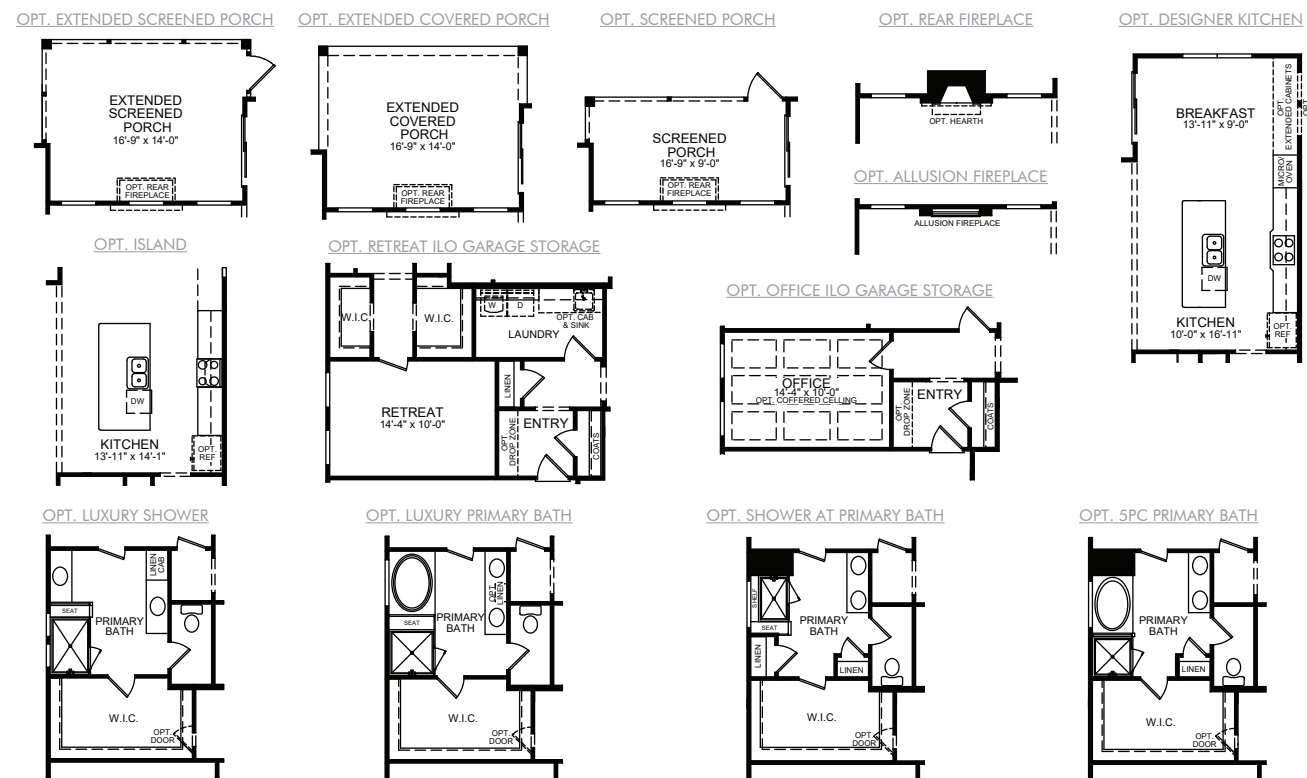 OPT. EXTENDED SCREENED PORCH
EXTENDED
SCREENED
PORCH
16'-9" x 14'-0"
OPT. REAR
FIREPLACE
OPT. EXTENDED COVERED PORCH
EXTENDED
COVERED
PORCH
16'-9" x 14'-0"
OPT. REAR
FIREPLACE
OPT. SCREENED PORCH
SCREENED
PORCH
16'-9" x 9'-0"
OPT. REAR
FIREPLACE
OPT. REAR FIREPLACE
OPT. HEARTH
OPT. ALLUSION FIREPLACE
ALLUSION FIREPLACE
OPT. DESIGNER KITCHEN
BREAKFAST
13'-11" x 9'-0"
OPT.
EXTENDED CABINETS
OPT.
MICRO/
OVEN
DW
KITCHEN
10'-0" x 16'-11"
OPT.
REF
OPT. ISLAND
DW
KITCHEN
13'-11" x 14'-1"
OPT.
REF
OPT. RETREAT ILO GARAGE STORAGE
W.I.C.
W.I.C.
W
D
OPT. CAB
& SINK
LAUNDRY
LINEN
RETREAT
14'-4" x 10'-0"
OPT.
DROP ZONE
ENTRY
COATS
OPT. OFFICE ILO GARAGE STORAGE
OFFICE
14'-4" x 10'-0"
OPT. COFFERED CELLING
OPT.
DROP ZONE
ENTRY
COATS
OPT. LUXURY SHOWER
LINEN
CAB
SEAT
PRIMARY
BATH
W.I.C.
OPT.
DOOR
OPT. LUXURY PRIMARY BATH
OPT.
LINEN
SEAT
PRIMARY
BATH
W.I.C.
OPT.
DOOR
OPT. SHOWER AT PRIMARY BATH
SHELF
SEAT
PRIMARY
BATH
LINEN
LINEN
W.I.C.
OPT.
DOOR
OPT. 5PC PRIMARY BATH
PRIMARY
BATH
LINEN
W.I.C.
OPT.
DOOR